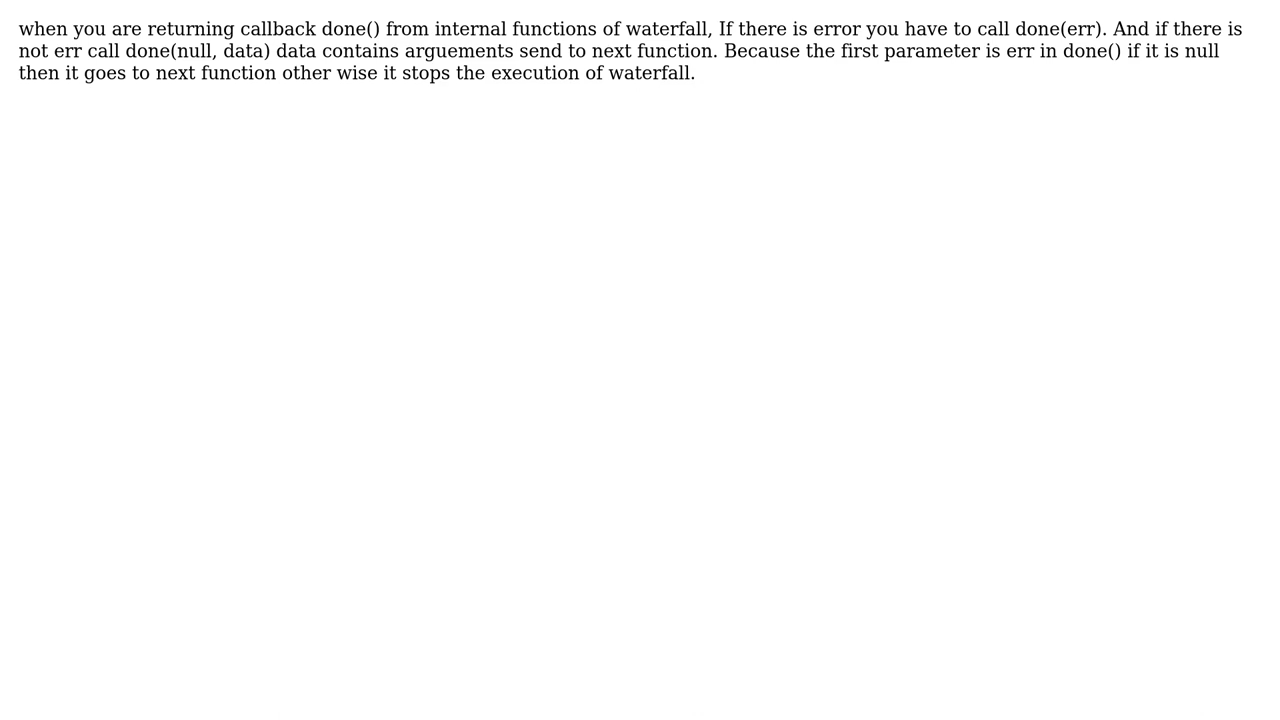 when you are returning callback done() from internal functions of waterfall, If there is error you have to call done(err). And if there is
not err call done(null, data) data contains arguements send to next function. Because the first parameter is err in done() if it is null
then it goes to next function other wise it stops the execution of waterfall.